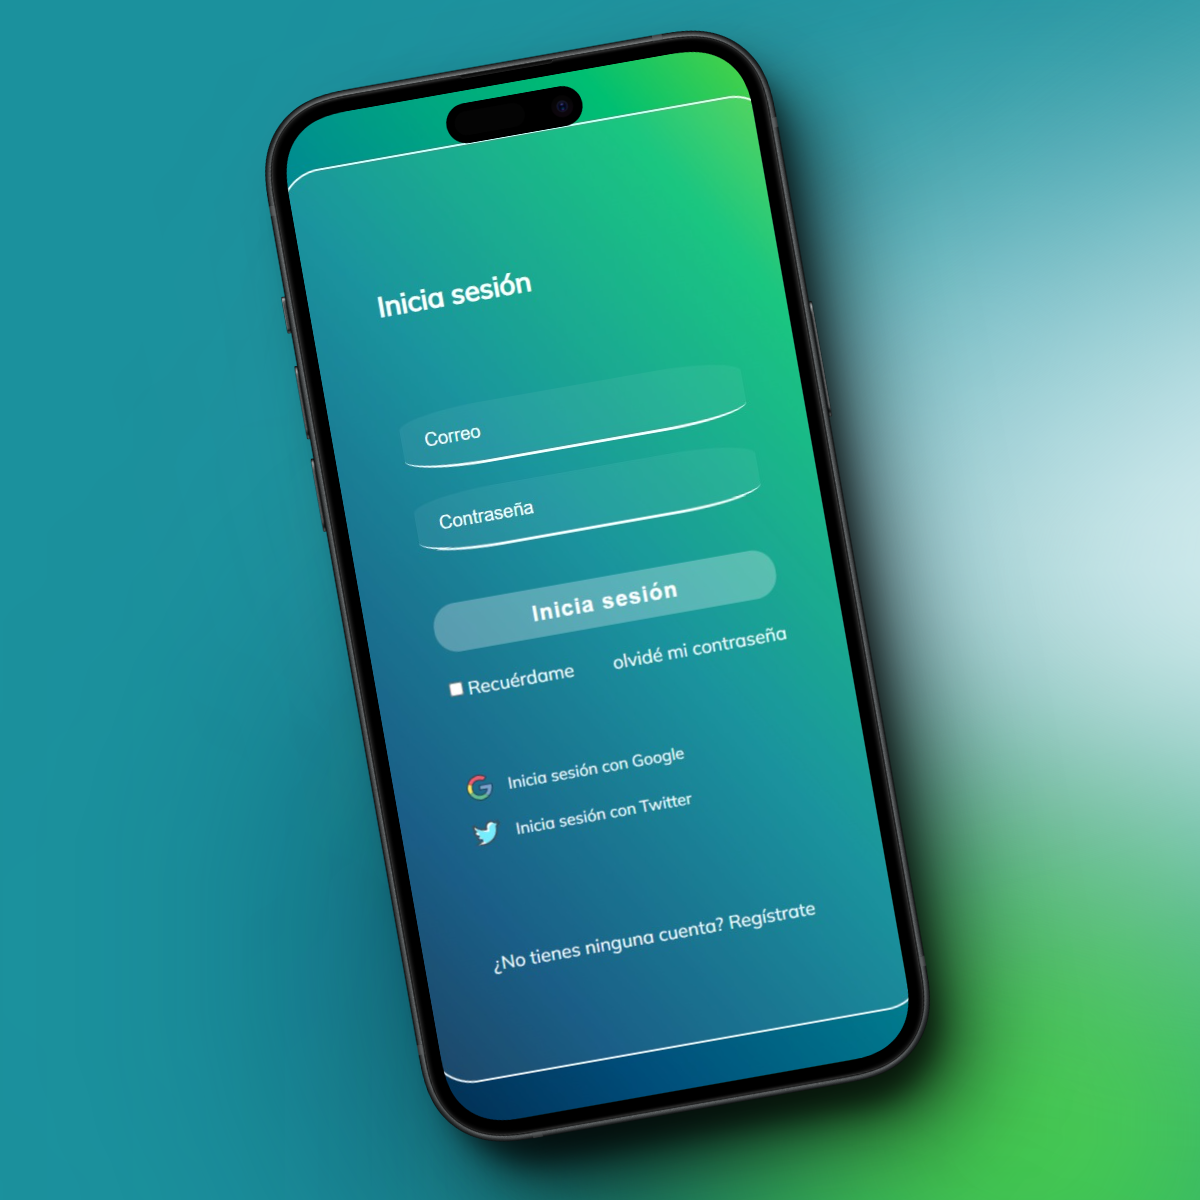 Inicia sesión
Correo
Contraseña
Inicia sesión
Recuérdame olvidé mi contraseña
Inicia sesión con Google
Inicia sesión con Twitter
¿No tienes ninguna cuenta? Regístrate